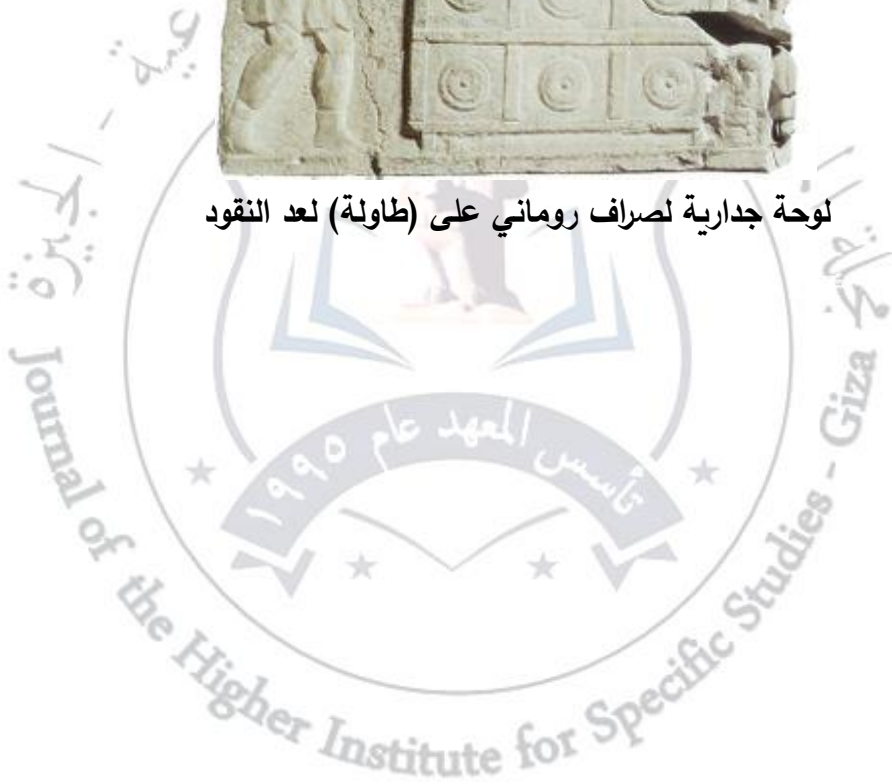 لوحة جدارية لصراف روماني على (طاولة) لعد النقود
تأسس المعهد عام ١٩٩٥
Journal of the Higher Institute for Specific Studies - Giza
الجيزة